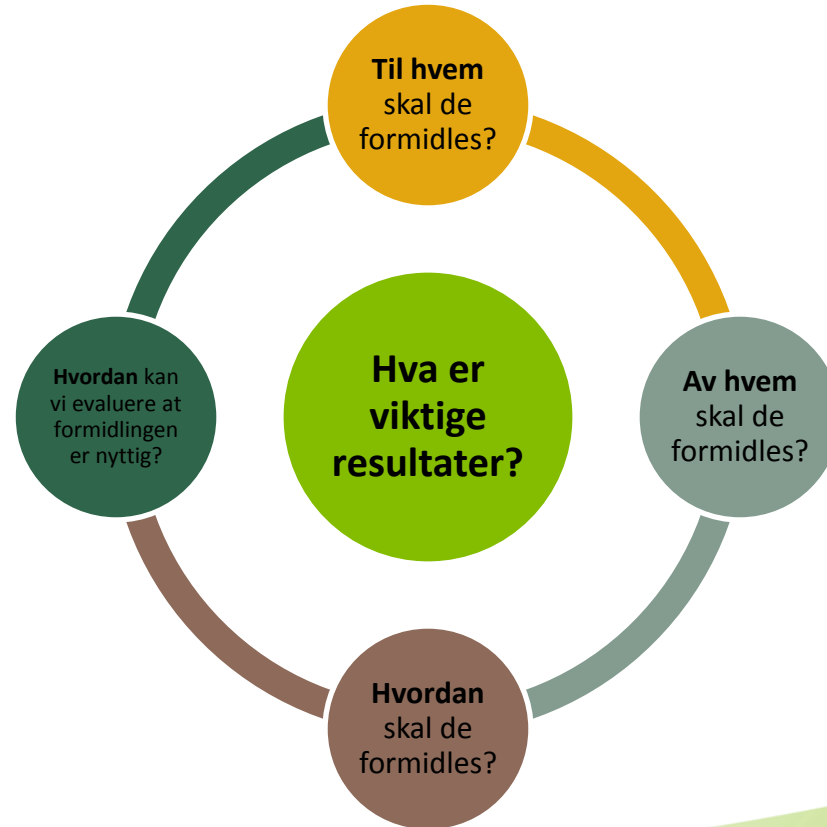 Til hvem
skal de
formidles?
Hva er
viktige
resultater?
Av hvem
skal de
formidles?
Hvordan
skal de
formidles?
Hvordan kan
vi evaluere at
formidlingen
er nyttig?